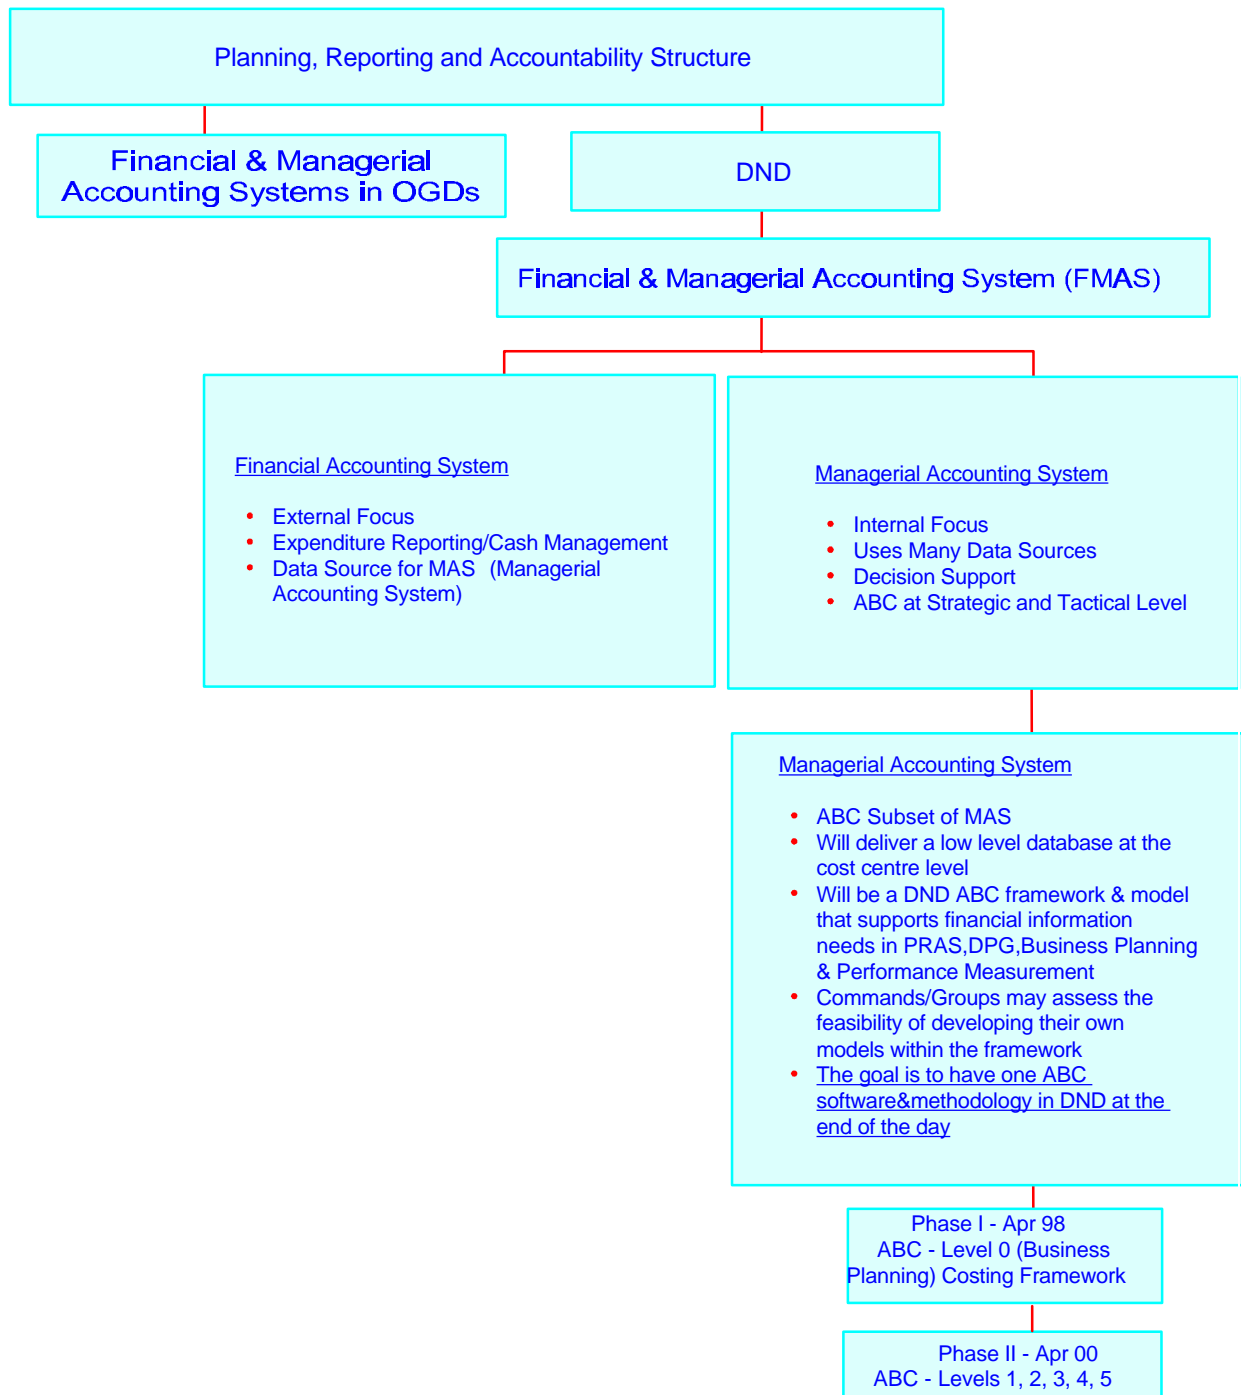 Planning, Reporting and Accountability Structure
Financial & Managerial
Accounting Systems in OGDs
DND
Financial & Managerial Accounting System (FMAS)
Financial Accounting System
• External Focus
• Expenditure Reporting/Cash Management
• Data Source for MAS (Managerial
Accounting System)
Managerial Accounting System
• Internal Focus
• Uses Many Data Sources
• Decision Support
• ABC at Strategic and Tactical Level
Managerial Accounting System
• ABC Subset of MAS
• Will deliver a low level database at the
cost centre level
• Will be a DND ABC framework & model
that supports financial information
needs in PRAS,DPG,Business Planning
& Performance Measurement
• Commands/Groups may assess the
feasibility of developing their own
models within the framework
• The goal is to have one ABC
software&methodology in DND at the
end of the day
Phase I - Apr 98
ABC - Level 0 (Business
Planning) Costing Framework
Phase II - Apr 00
ABC - Levels 1, 2, 3, 4, 5